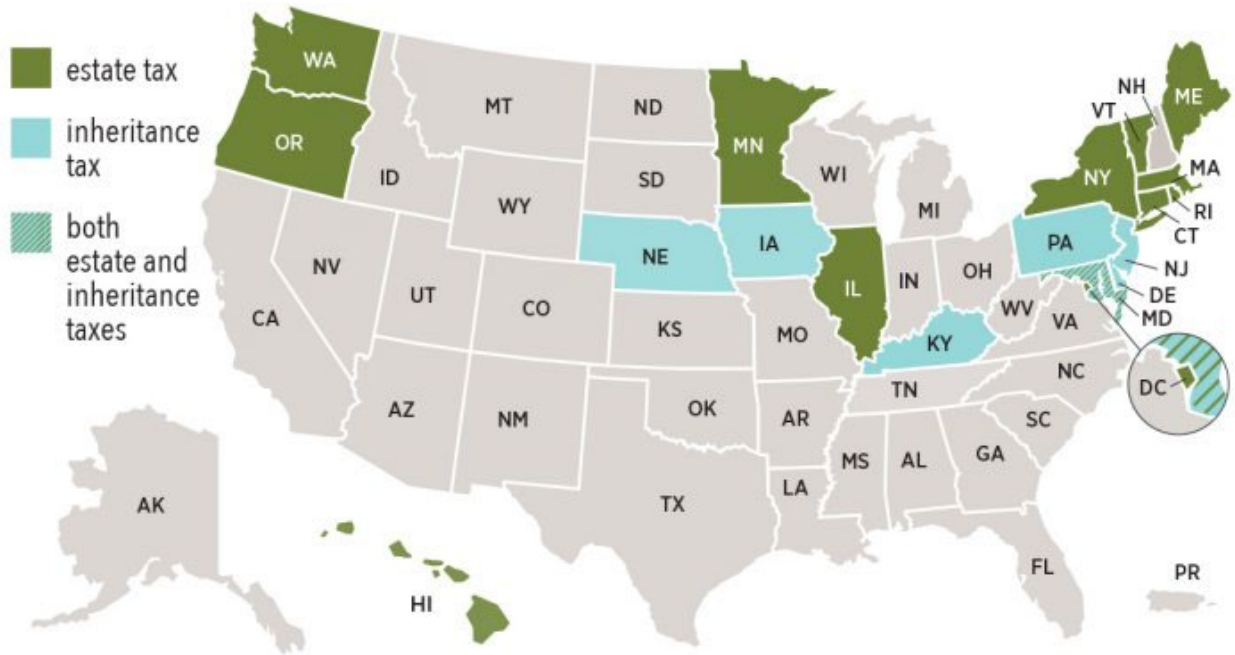 estate tax
inheritance
tax
both
estate and
inheritance
taxes
WA
OR
MT
ID
WY
ND
SD
MN
WI
MI
NE
IA
NV
UT
CO
CA
KS
MO
IL
IN
OH
KY
WV
VA
PA
NY
VT
NH
ME
MA
RI
CT
NJ
DE
MD
DC
AZ
NM
OK
AR
TN
NC
SC
MS
AL
GA
LA
TX
FL
AK
HI
PR